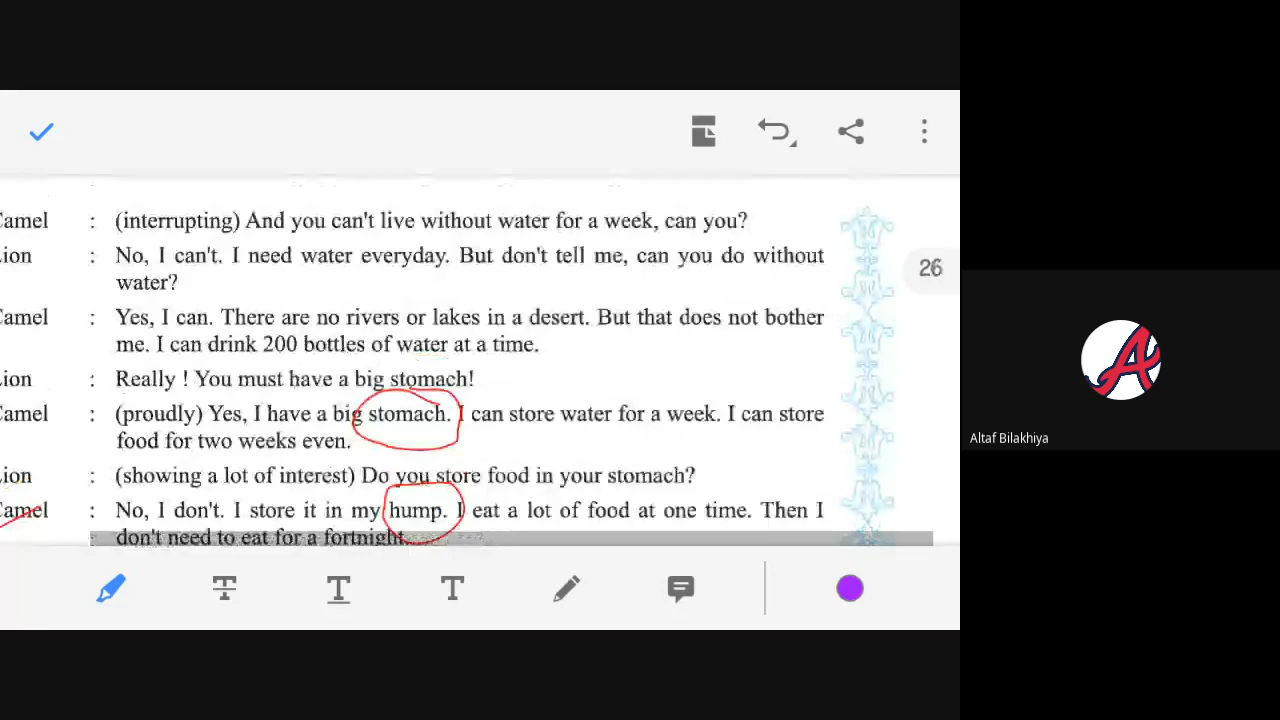 Camel : (interrupting) And you can't live without water for a week, can you?
Lion : No, I can't. I need water everyday. But don't tell me, can you do without
water?
Camel : Yes, I can. There are no rivers or lakes in a desert. But that does not bother
me. I can drink 200 bottles of water at a time.
Lion : Really ! You must have a big stomach!
Camel : (proudly) Yes, I have a big stomach. I can store water for a week. I can store
food for two weeks even.
Lion : (showing a lot of interest) Do you store food in your stomach?
Camel : No, I don't. I store it in my hump. I eat a lot of food at one time. Then I
don't need to eat for a fortnight.
26
T T T
A
Altaf Bilakhiya